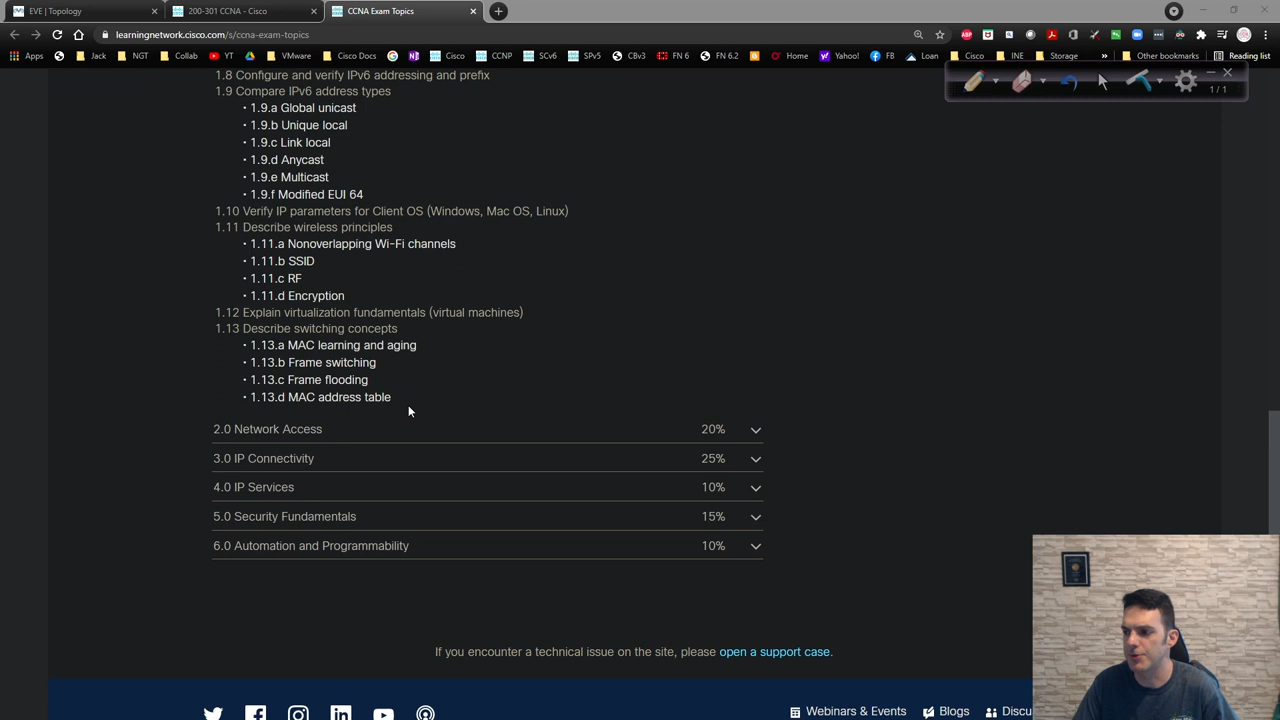 EVE | Topology
200-301 CCNA - Cisco
CCNA Exam Topics
learningnetwork.cisco.com/s/ccna-exam-topics
Apps Jack NGT Collab YT VMware Cisco Docs Cisco CCNP SCv6 SPv5 FN 6 FN 6.2 CBv3 Home Yahoo! FB Loan Cisco INE Storage » Other bookmarks Reading list
1/1
1.8 Configure and verify IPv6 addressing and prefix
1.9 Compare IPv6 address types
• 1.9.a Global unicast
• 1.9.b Unique local
• 1.9.c Link local
• 1.9.d Anycast
• 1.9.e Multicast
• 1.9.f Modified EUI 64
1.10 Verify IP parameters for Client OS (Windows, Mac OS, Linux)
1.11 Describe wireless principles
• 1.11.a Nonoverlapping Wi-Fi channels
• 1.11.b SSID
• 1.11.c RF
• 1.11.d Encryption
1.12 Explain virtualization fundamentals (virtual machines)
1.13 Describe switching concepts
• 1.13.a MAC learning and aging
• 1.13.b Frame switching
• 1.13.c Frame flooding
• 1.13.d MAC address table
2.0 Network Access 20%
3.0 IP Connectivity 25%
4.0 IP Services 10%
5.0 Security Fundamentals 15%
6.0 Automation and Programmability 10%
If you encounter a technical issue on the site, please open a support case.
Webinars & Events Blogs Discu